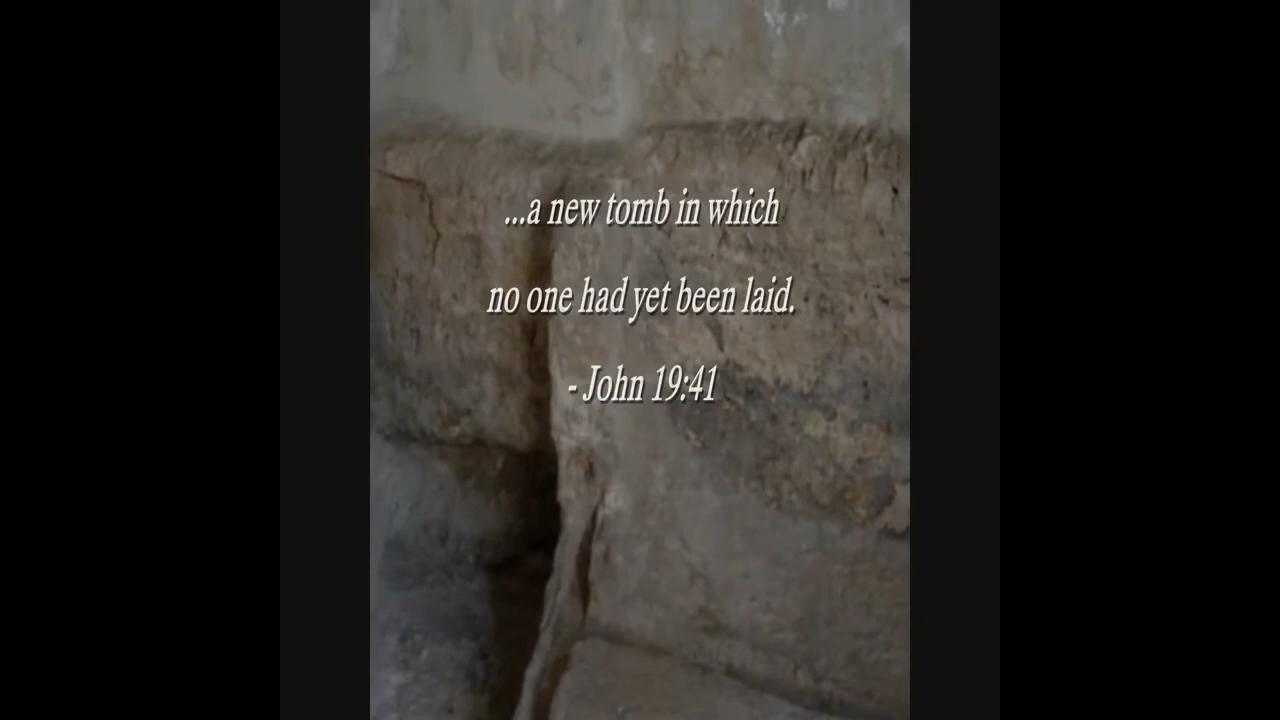 ...a new tomb in which
no one had yet been laid.
- John 19:41